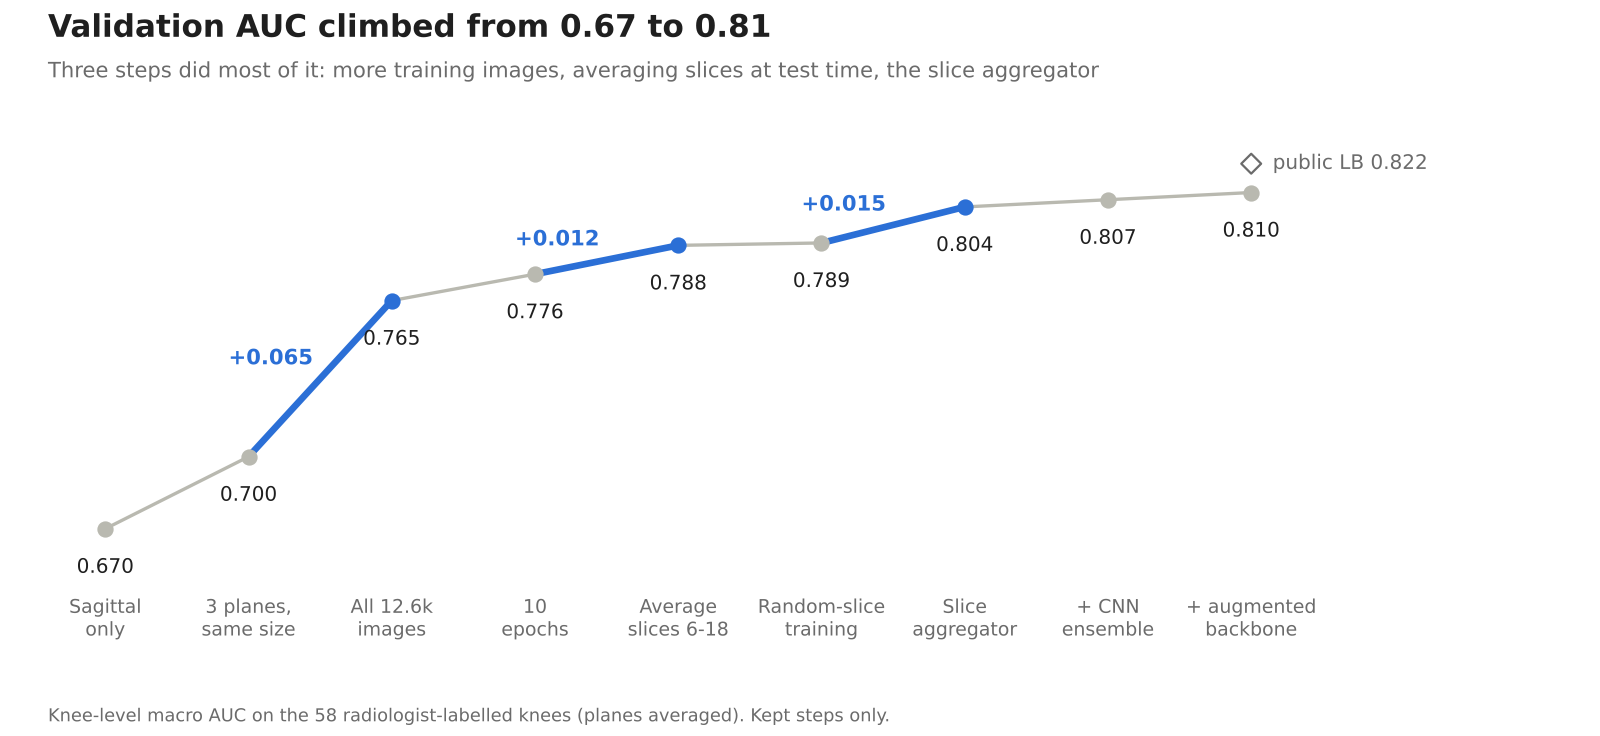 Validation AUC climbed from 0.67 to 0.81
Three steps did most of it: more training images, averaging slices at test time, the slice aggregator
public LB 0.822
+0.015
+0.012
+0.065
0.670
0.700
0.765
0.776
0.788
0.789
0.804
0.807
0.810
Sagittal
only
3 planes,
same size
All 12.6k
images
10
epochs
Average
slices 6-18
Random-slice
training
Slice
aggregator
+ CNN
ensemble
+ augmented
backbone
Knee-level macro AUC on the 58 radiologist-labelled knees (planes averaged). Kept steps only.